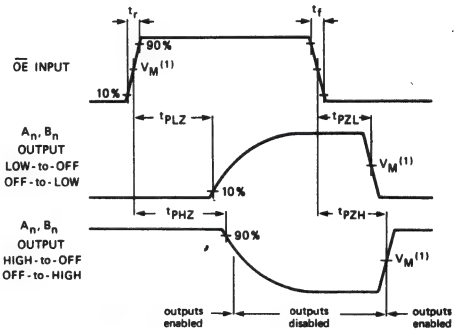 tr
tf
90%
OE INPUT
VM(1)
10%
tPLZ
tPZL
An, Bn
OUTPUT
LOW-to-OFF
OFF-to-LOW
VM(1)
10%
tPHZ
tPZH
An, Bn
OUTPUT
HIGH-to-OFF
OFF-to-HIGH
90%
VM(1)
outputs enabled
outputs disabled
outputs enabled